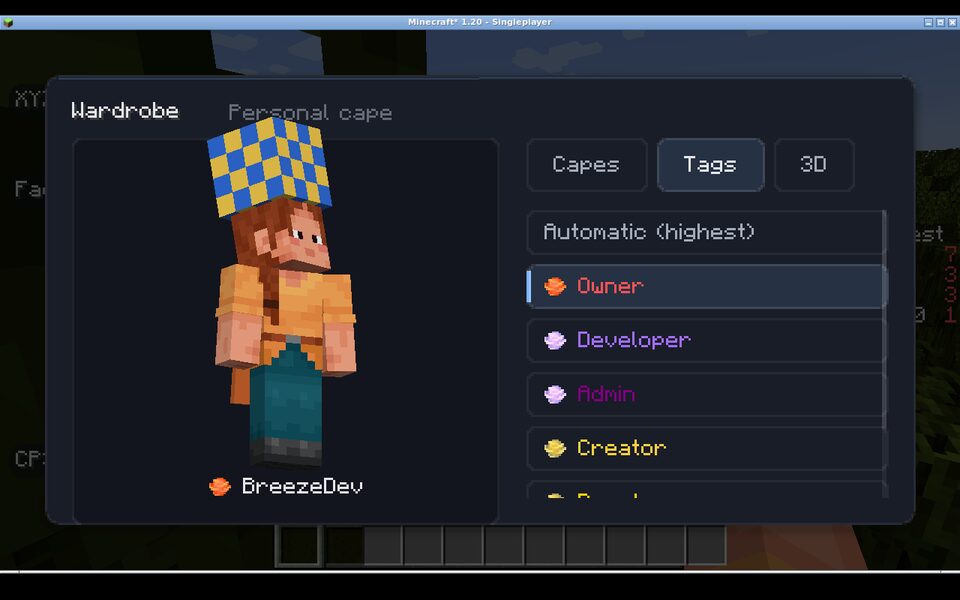 Minecraft* 1.20 - Singleplayer
Wardrobe
Personal cape
Capes
Tags
3D
Automatic (highest)
Owner
Developer
Admin
Creator
BreezeDev